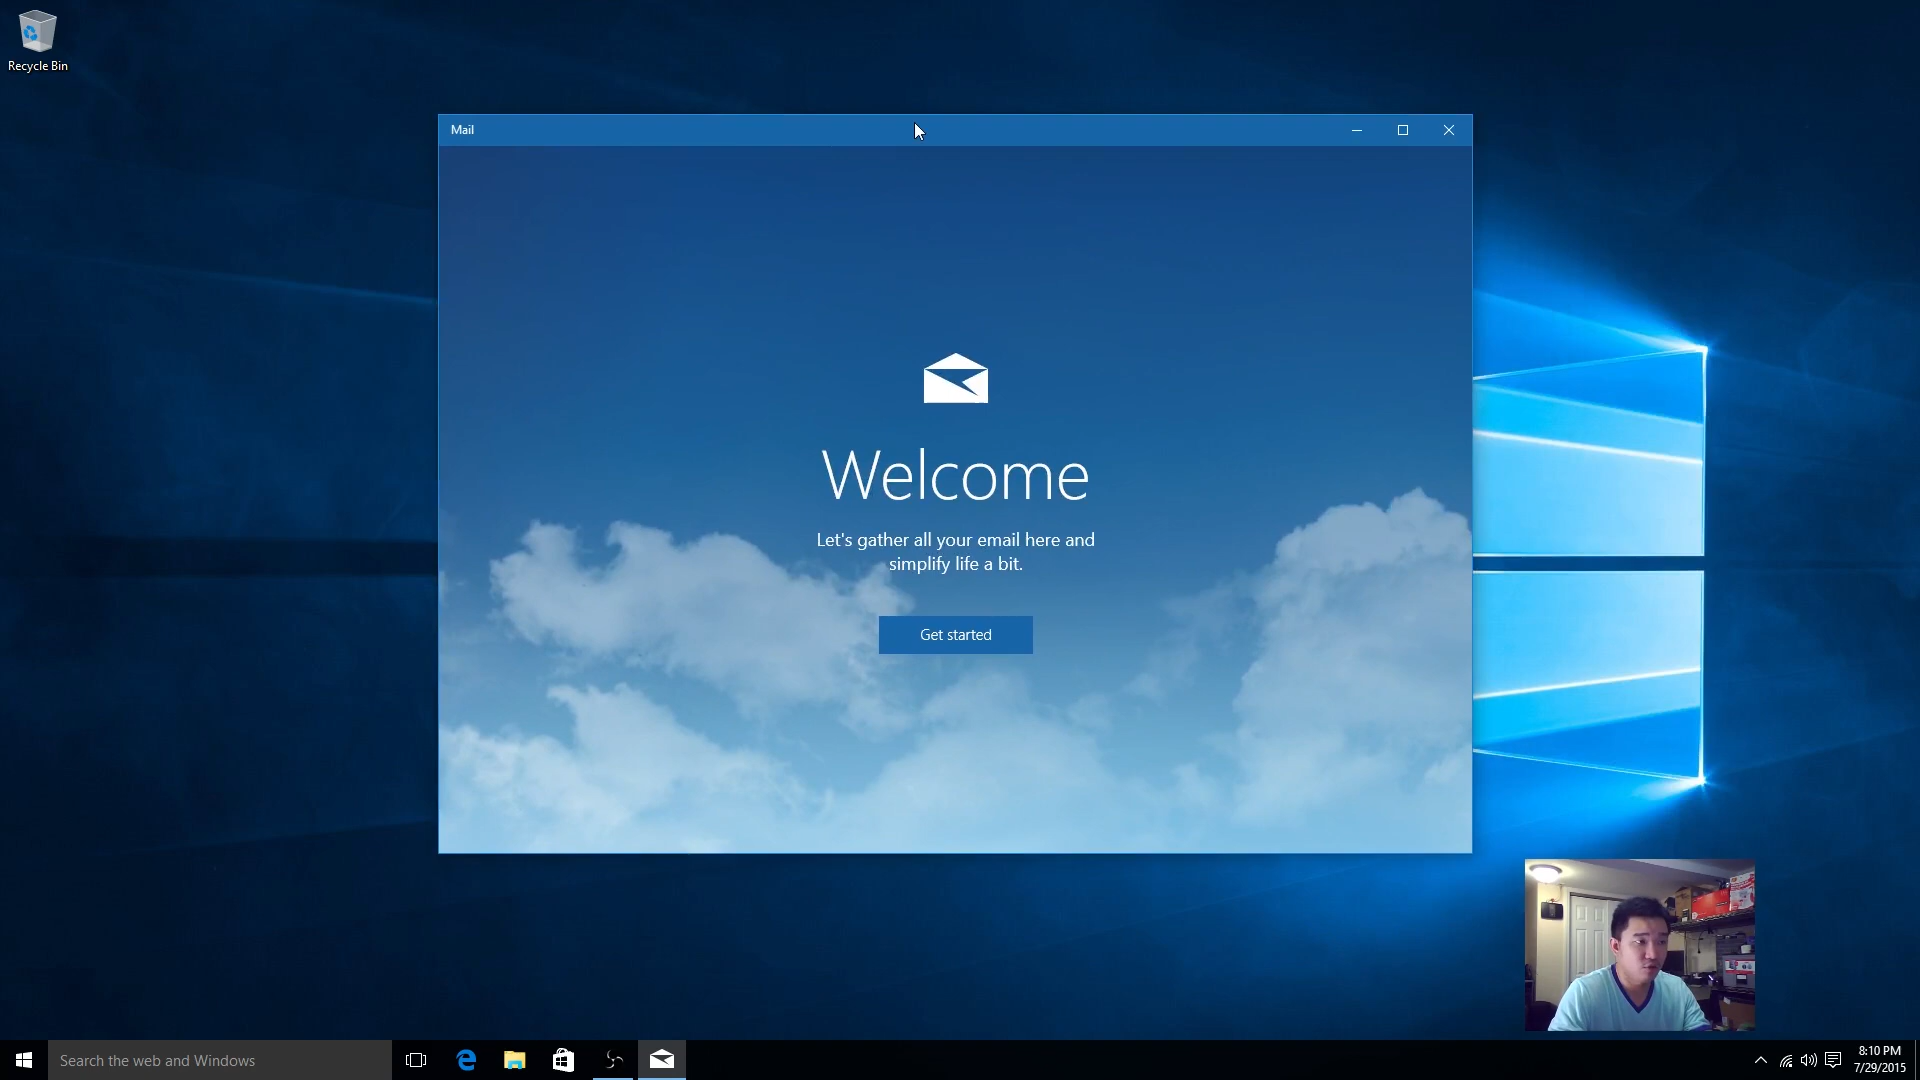 Recycle Bin
Mail
Welcome
Let's gather all your email here and
simplify life a bit.
Get started
Search the web and Windows
8:10 PM
7/29/2015